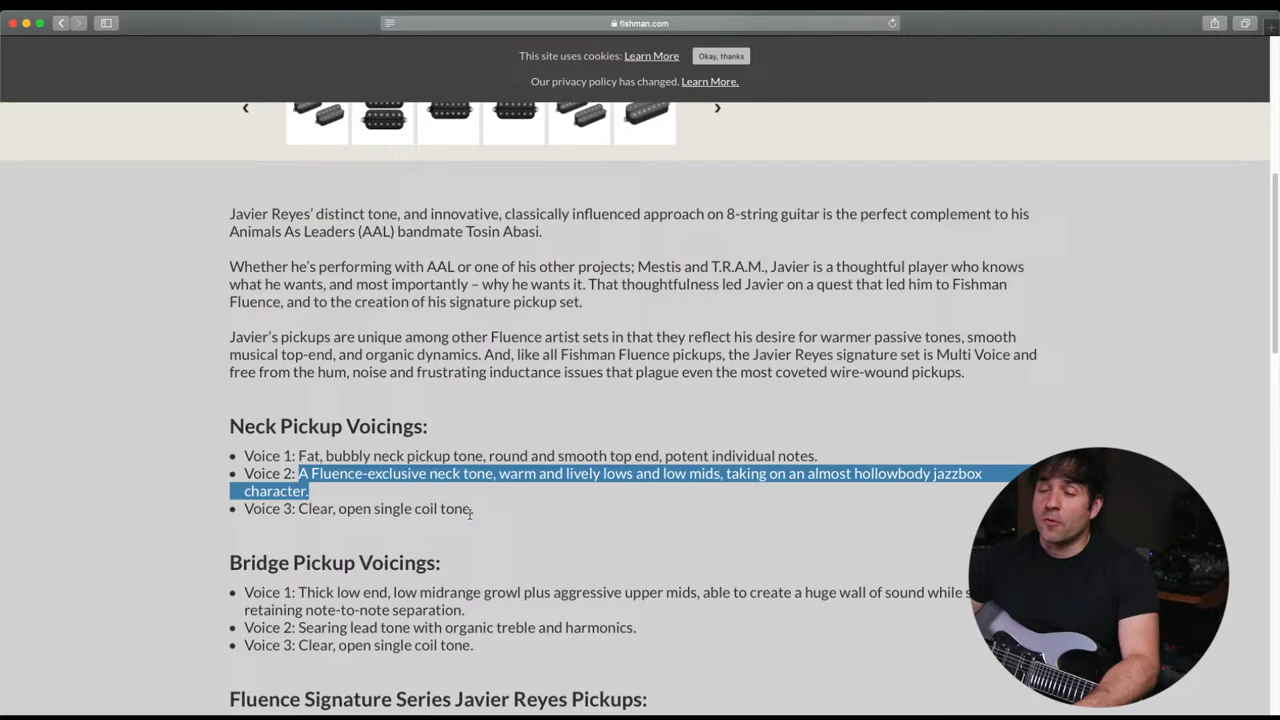 fishman.com
This site uses cookies: Learn More Okay, thanks
Our privacy policy has changed. Learn More.
Javier Reyes’ distinct tone, and innovative, classically influenced approach on 8-string guitar is the perfect complement to his
Animals As Leaders (AAL) bandmate Tosin Abasi.
Whether he’s performing with AAL or one of his other projects; Mestis and T.R.A.M., Javier is a thoughtful player who knows
what he wants, and most importantly – why he wants it. That thoughtfulness led Javier on a quest that led him to Fishman
Fluence, and to the creation of his signature pickup set.
Javier’s pickups are unique among other Fluence artist sets in that they reflect his desire for warmer passive tones, smooth
musical top-end, and organic dynamics. And, like all Fishman Fluence pickups, the Javier Reyes signature set is Multi Voice and
free from the hum, noise and frustrating inductance issues that plague even the most coveted wire-wound pickups.
Neck Pickup Voicings:
• Voice 1: Fat, bubbly neck pickup tone, round and smooth top end, potent individual notes.
• Voice 2: A Fluence-exclusive neck tone, warm and lively lows and low mids, taking on an almost hollowbody jazzbox
character.
• Voice 3: Clear, open single coil tone.
Bridge Pickup Voicings:
• Voice 1: Thick low end, low midrange growl plus aggressive upper mids, able to create a huge wall of sound while
retaining note-to-note separation.
• Voice 2: Searing lead tone with organic treble and harmonics.
• Voice 3: Clear, open single coil tone.
Fluence Signature Series Javier Reyes Pickups: